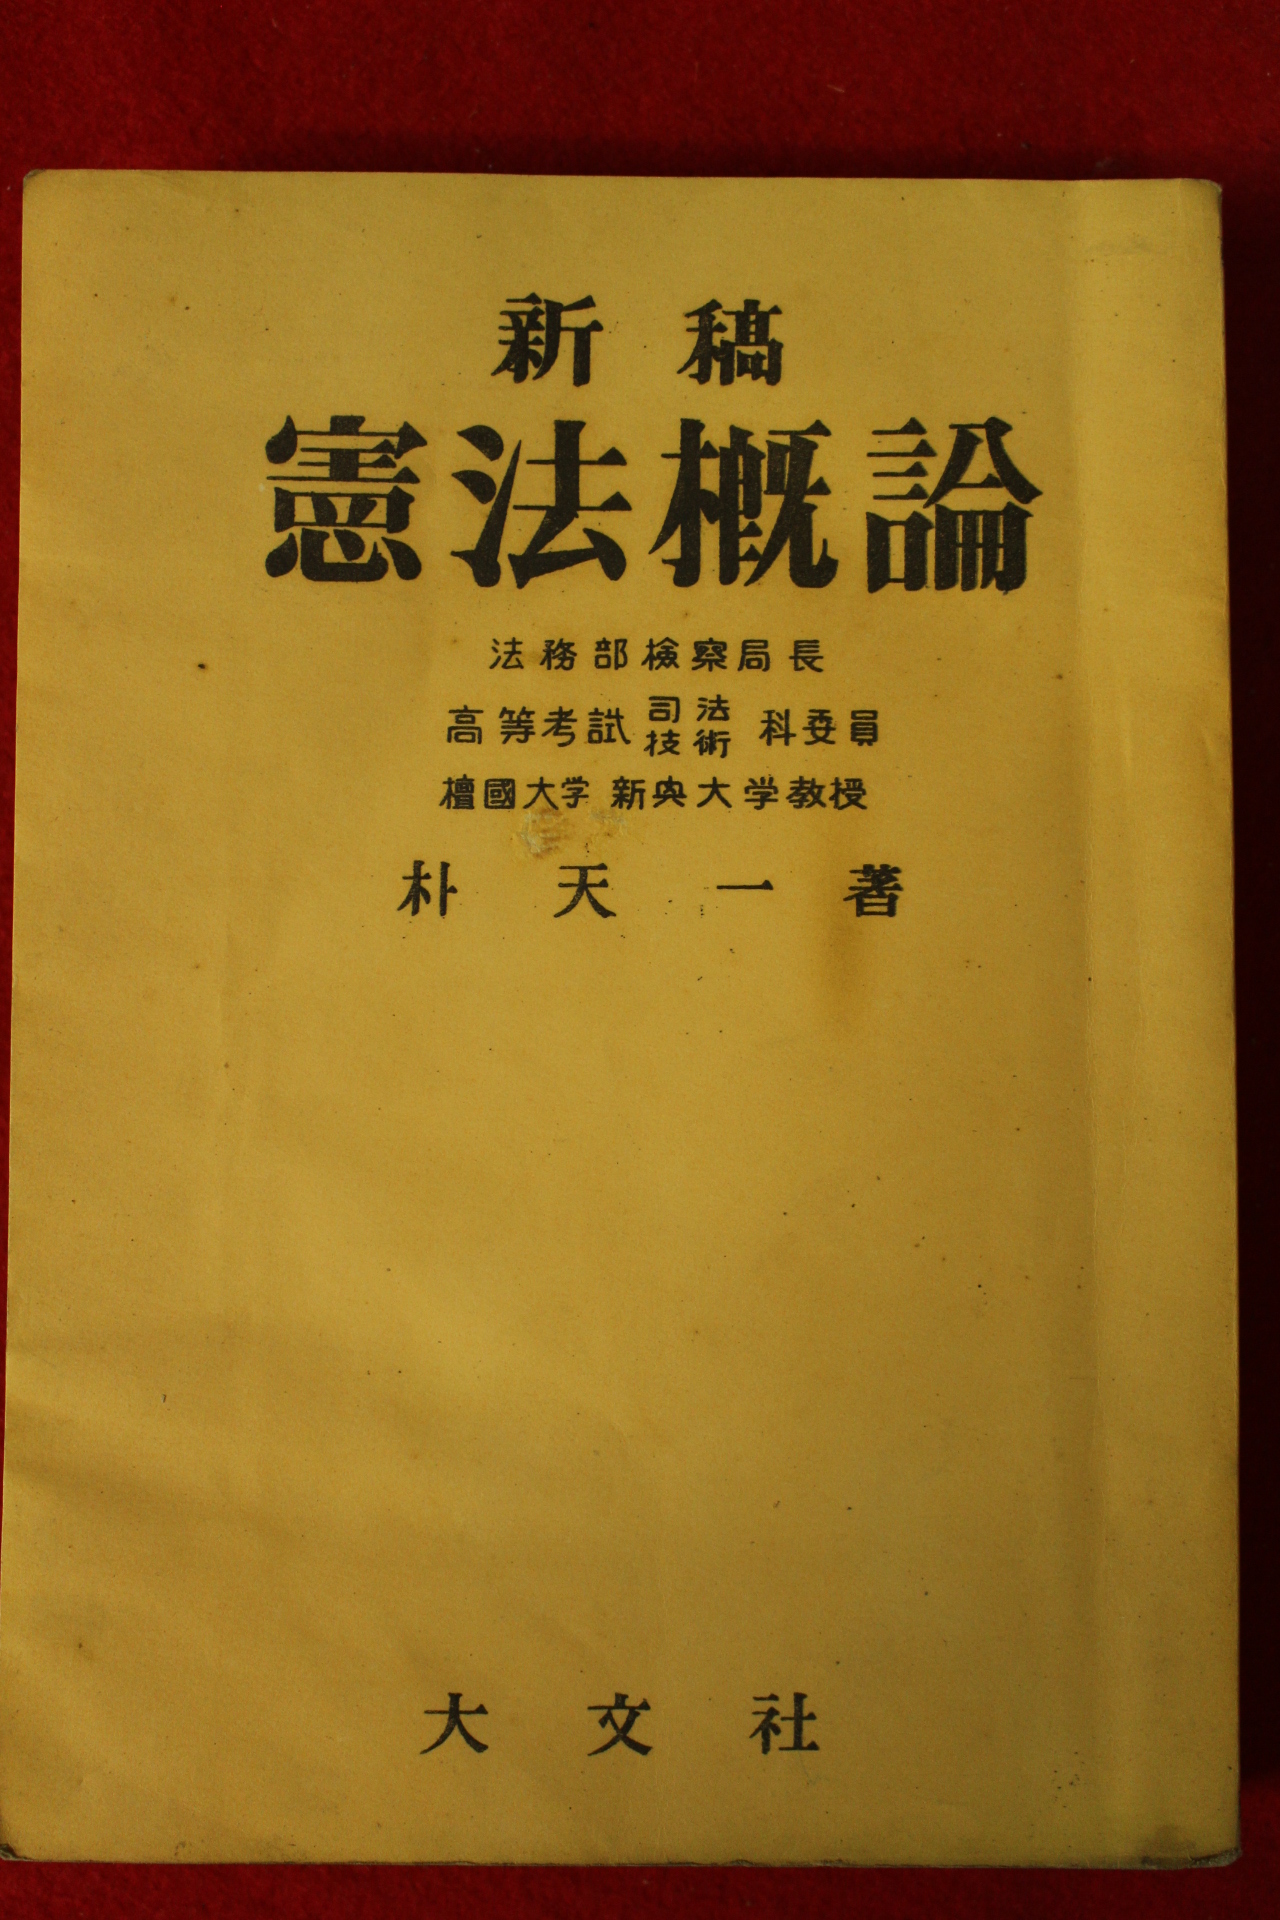 新稿
憲法概論
法務部檢察局長
高等考試司法技術科委員
檀國大学 新興大学教授
朴天一著
大文社